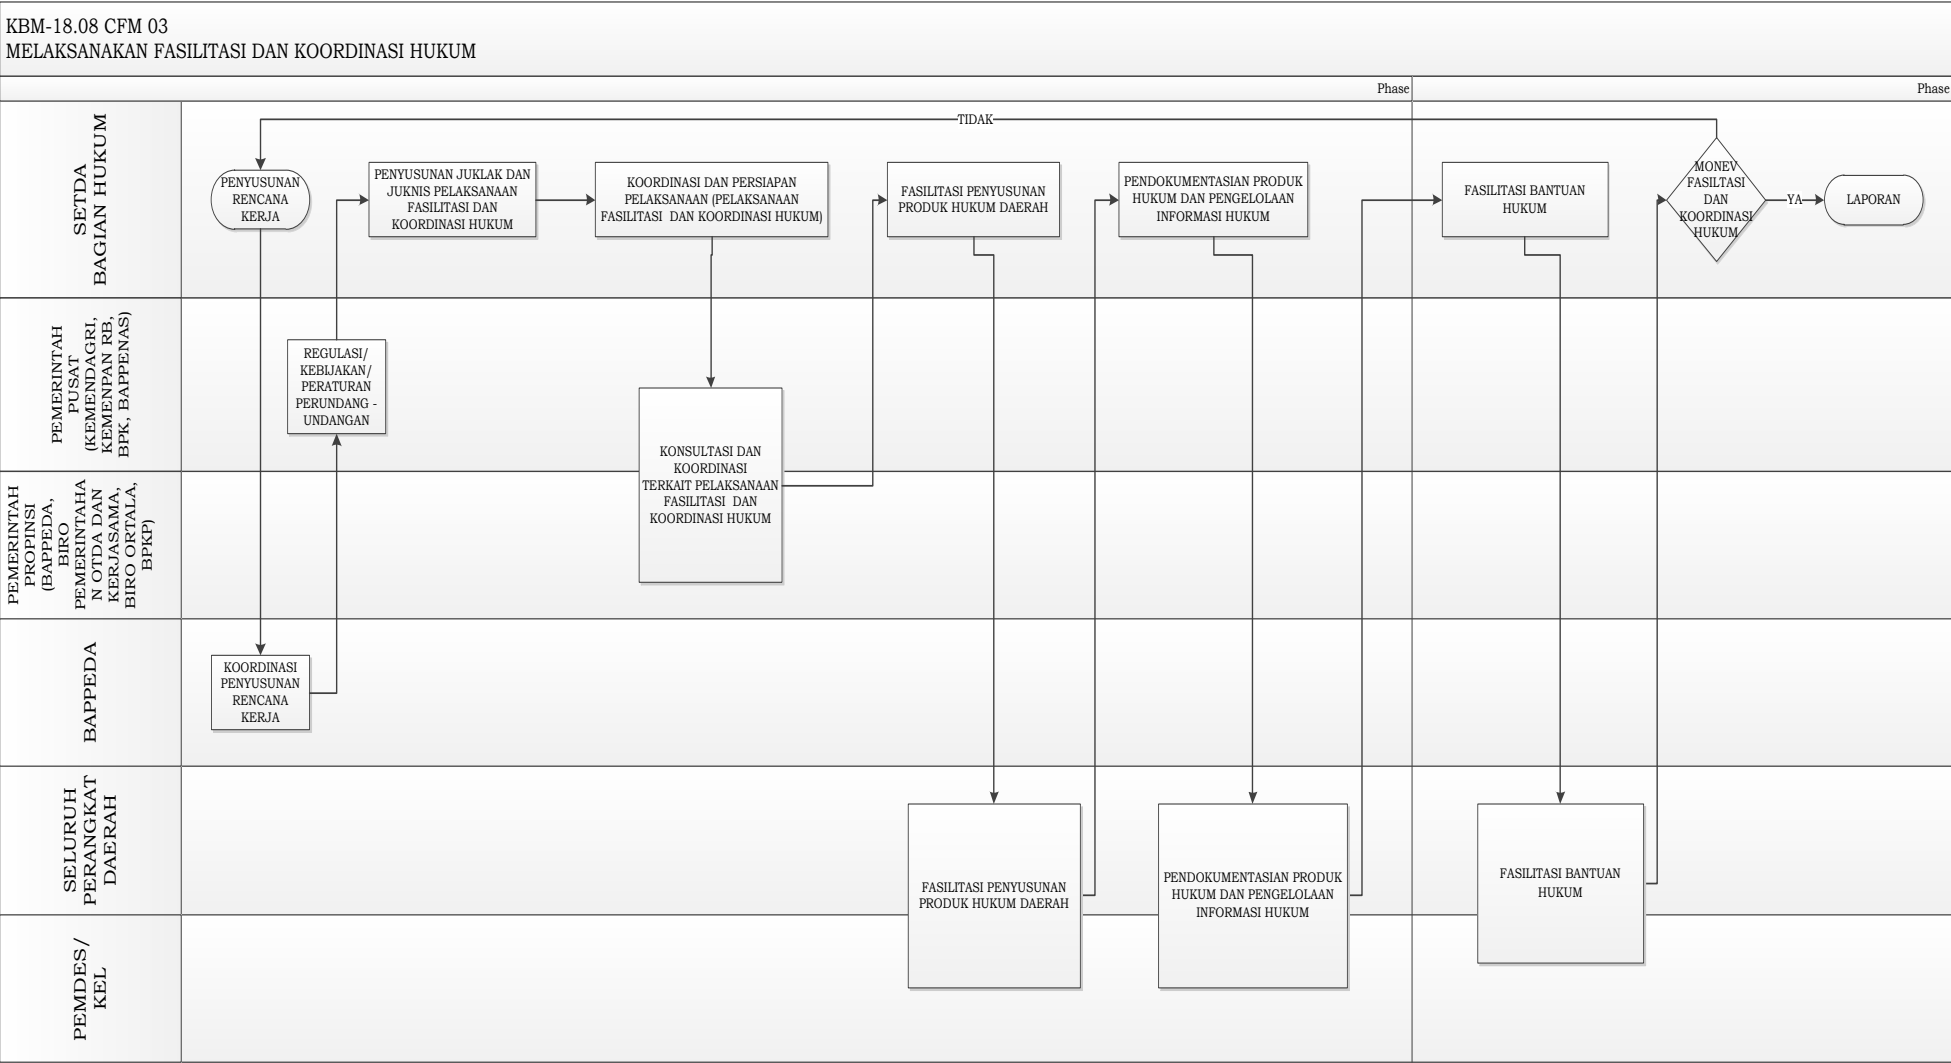 KBM-18.08 CFM 03
MELAKSANAKAN FASILITASI DAN KOORDINASI HUKUM
Phase
Phase
SETDA
BAGIAN HUKUM
TIDAK
PENYUSUNAN
RENCANA
KERJA
PENYUSUNAN JUKLAK DAN
JUKNIS PELAKSANAAN
FASILITASI DAN
KOORDINASI HUKUM
KOORDINASI DAN PERSIAPAN
PELAKSANAAN (PELAKSANAAN
FASILITASI DAN KOORDINASI HUKUM)
FASILITASI PENYUSUNAN
PRODUK HUKUM DAERAH
PENDOKUMENTASIAN PRODUK
HUKUM DAN PENGELOLAAN
INFORMASI HUKUM
FASILITASI BANTUAN
HUKUM
MONEV
FASILTASI
DAN
KOORDINASI
HUKUM
YA
LAPORAN
PEMERINTAH
PUSAT
(KEMENDAGRI,
KEMENPAN RB,
BPK, BAPPENAS)
REGULASI/
KEBIJAKAN/
PERATURAN
PERUNDANG -
UNDANGAN
KONSULTASI DAN
KOORDINASI
TERKAIT PELAKSANAAN
FASILITASI DAN
KOORDINASI HUKUM
PEMERINTAH
PROPINSI
(BAPPEDA,
BIRO
PEMERINTAHA
N OTDA DAN
KERJASAMA,
BIRO ORTALA,
BPKP)
BAPPEDA
KOORDINASI
PENYUSUNAN
RENCANA
KERJA
SELURUH
PERANGKAT
DAERAH
FASILITASI PENYUSUNAN
PRODUK HUKUM DAERAH
PENDOKUMENTASIAN PRODUK
HUKUM DAN PENGELOLAAN
INFORMASI HUKUM
FASILITASI BANTUAN
HUKUM
PEMDES/
KEL